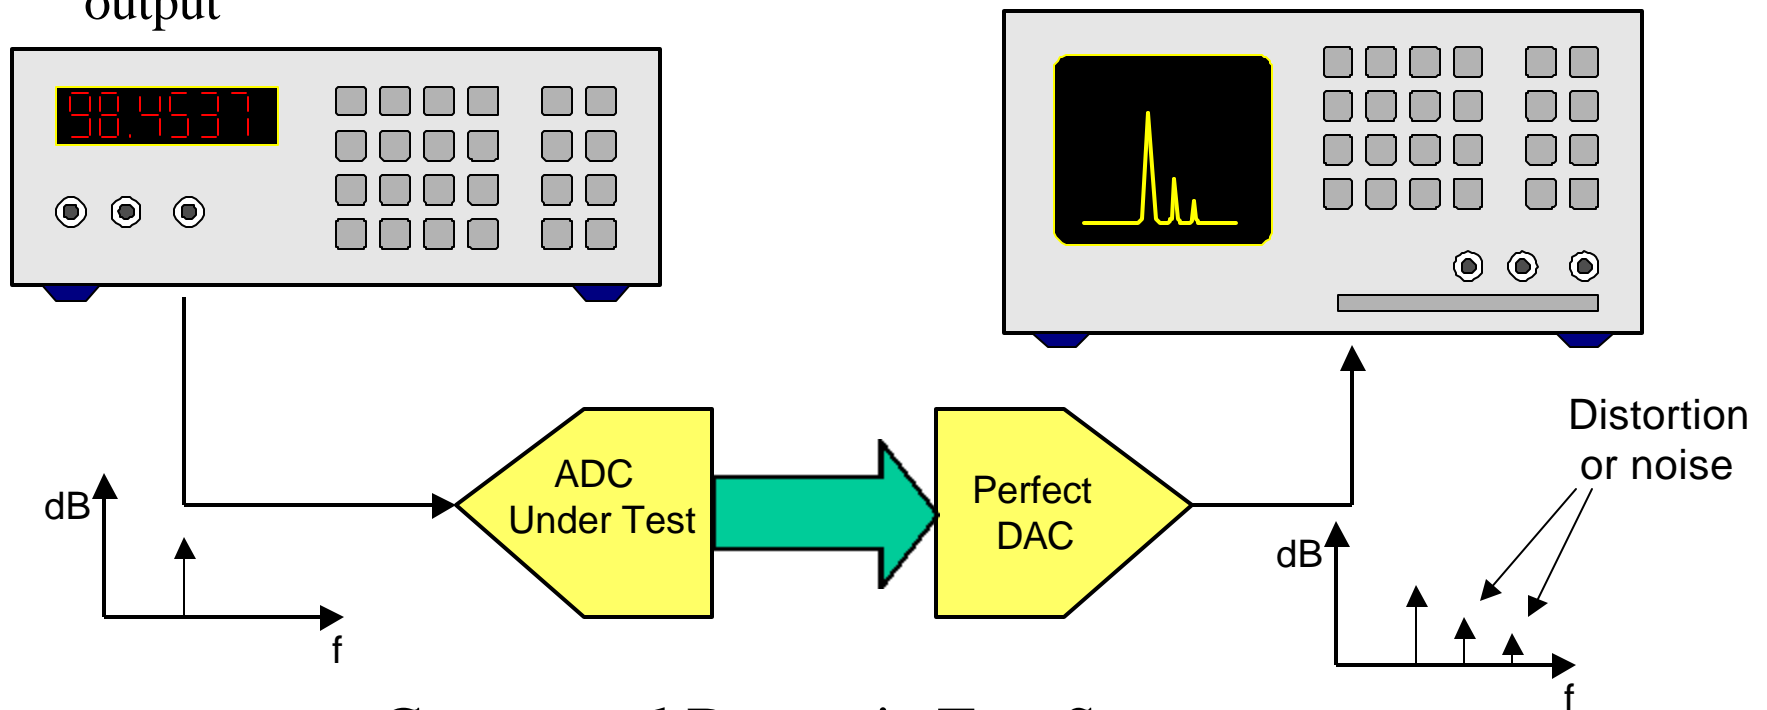 output
98.4537
ADC
Under Test
Perfect
DAC
Distortion
or noise
dB
f
dB
f